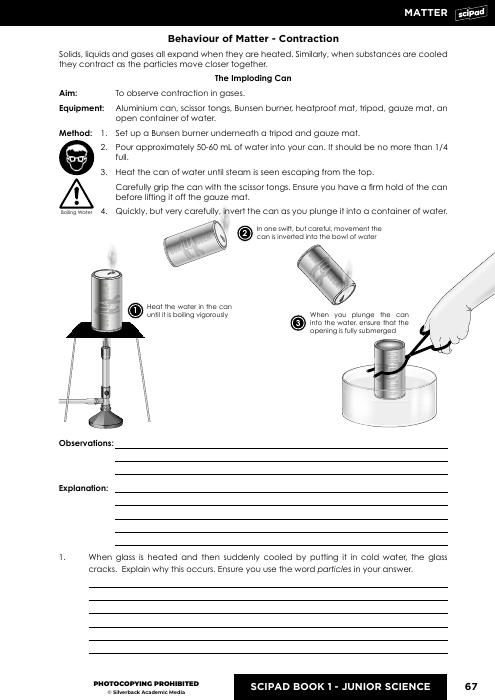 MATTER scipad
Behaviour of Matter - Contraction
Solids, liquids and gases all expand when they are heated. Similarly, when substances are cooled
they contract as the particles move closer together.
The Imploding Can
Aim: To observe contraction in gases.
Equipment: Aluminium can, scissor tongs, Bunsen burner, heatproof mat, tripod, gauze mat, an
open container of water.
Method: 1. Set up a Bunsen burner underneath a tripod and gauze mat.
2. Pour approximately 50-60 mL of water into your can. It should be no more than 1/4
full.
3. Heat the can of water until steam is seen escaping from the top.
Carefully grip the can with the scissor tongs. Ensure you have a firm hold of the can
before lifting it off the gauze mat.
Boiling Water
4. Quickly, but very carefully, invert the can as you plunge it into a container of water.
2 In one swift, but careful, movement the
can is inverted into the bowl of water
1 Heat the water in the can
until it is boiling vigorously
3 When you plunge the can
into the water, ensure that the
opening is fully submerged
Observations:
Explanation:
1. When glass is heated and then suddenly cooled by putting it in cold water, the glass
cracks. Explain why this occurs. Ensure you use the word particles in your answer.
PHOTOCOPYING PROHIBITED
© Silverback Academic Media
SCIPAD BOOK 1 - JUNIOR SCIENCE 67